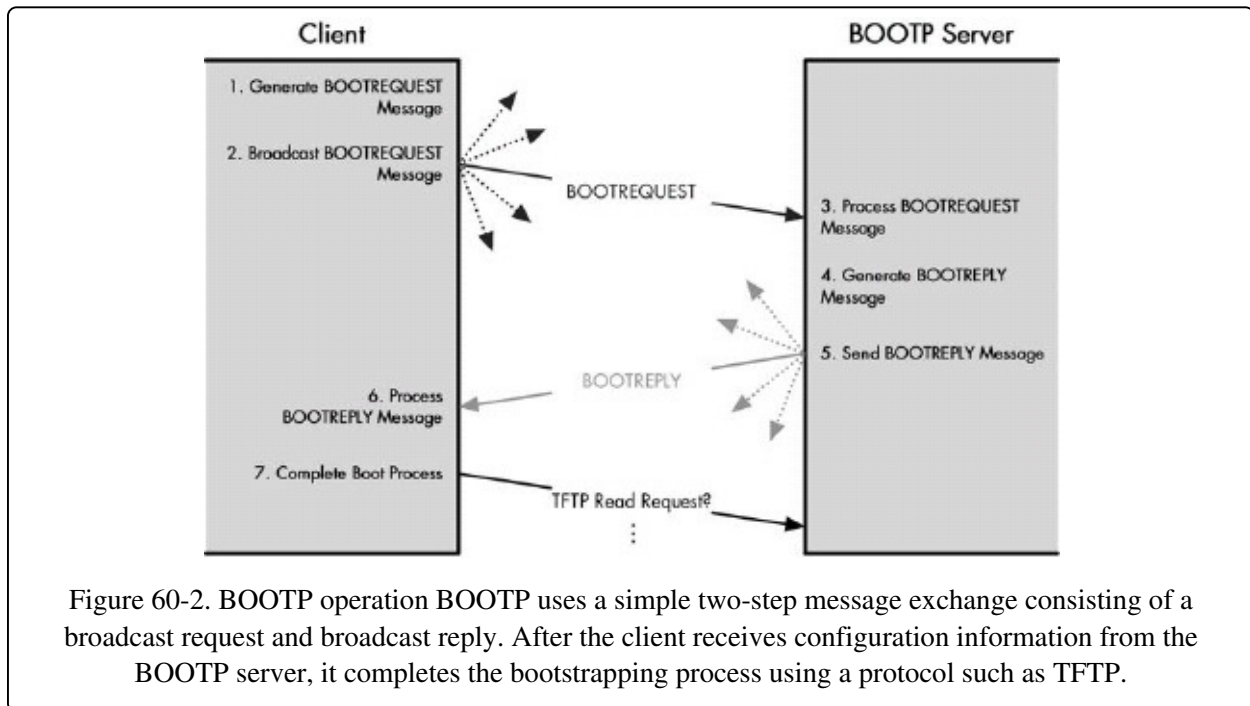 Client
BOOTP Server
1. Generate BOOTREQUEST
Message
2. Broadcast BOOTREQUEST
Message
BOOTREQUEST
3. Process BOOTREQUEST
Message
4. Generate BOOTREPLY
Message
5. Send BOOTREPLY Message
BOOTREPLY
6. Process
BOOTREPLY Message
7. Complete Boot Process
TFTP Read Request?
⋮
Figure 60-2. BOOTP operation BOOTP uses a simple two-step message exchange consisting of a
broadcast request and broadcast reply. After the client receives configuration information from the
BOOTP server, it completes the bootstrapping process using a protocol such as TFTP.